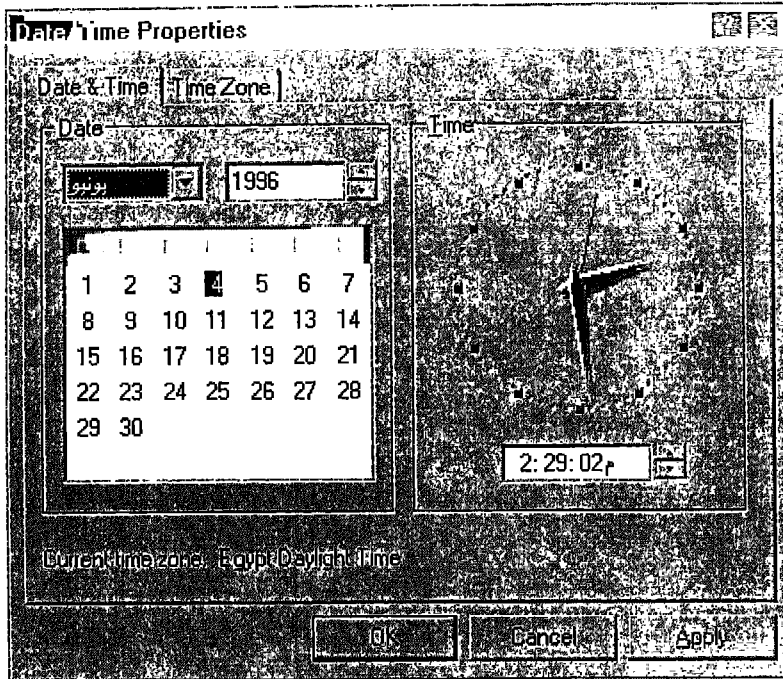 Date/Time Properties
Date & Time Time Zone
Date Time
يونيو 1996
1 2 3 4 5 6 7
8 9 10 11 12 13 14
15 16 17 18 19 20 21
22 23 24 25 26 27 28
29 30
2:29:02م
Current time zone: Egypt Daylight Time
OK Cancel Apply